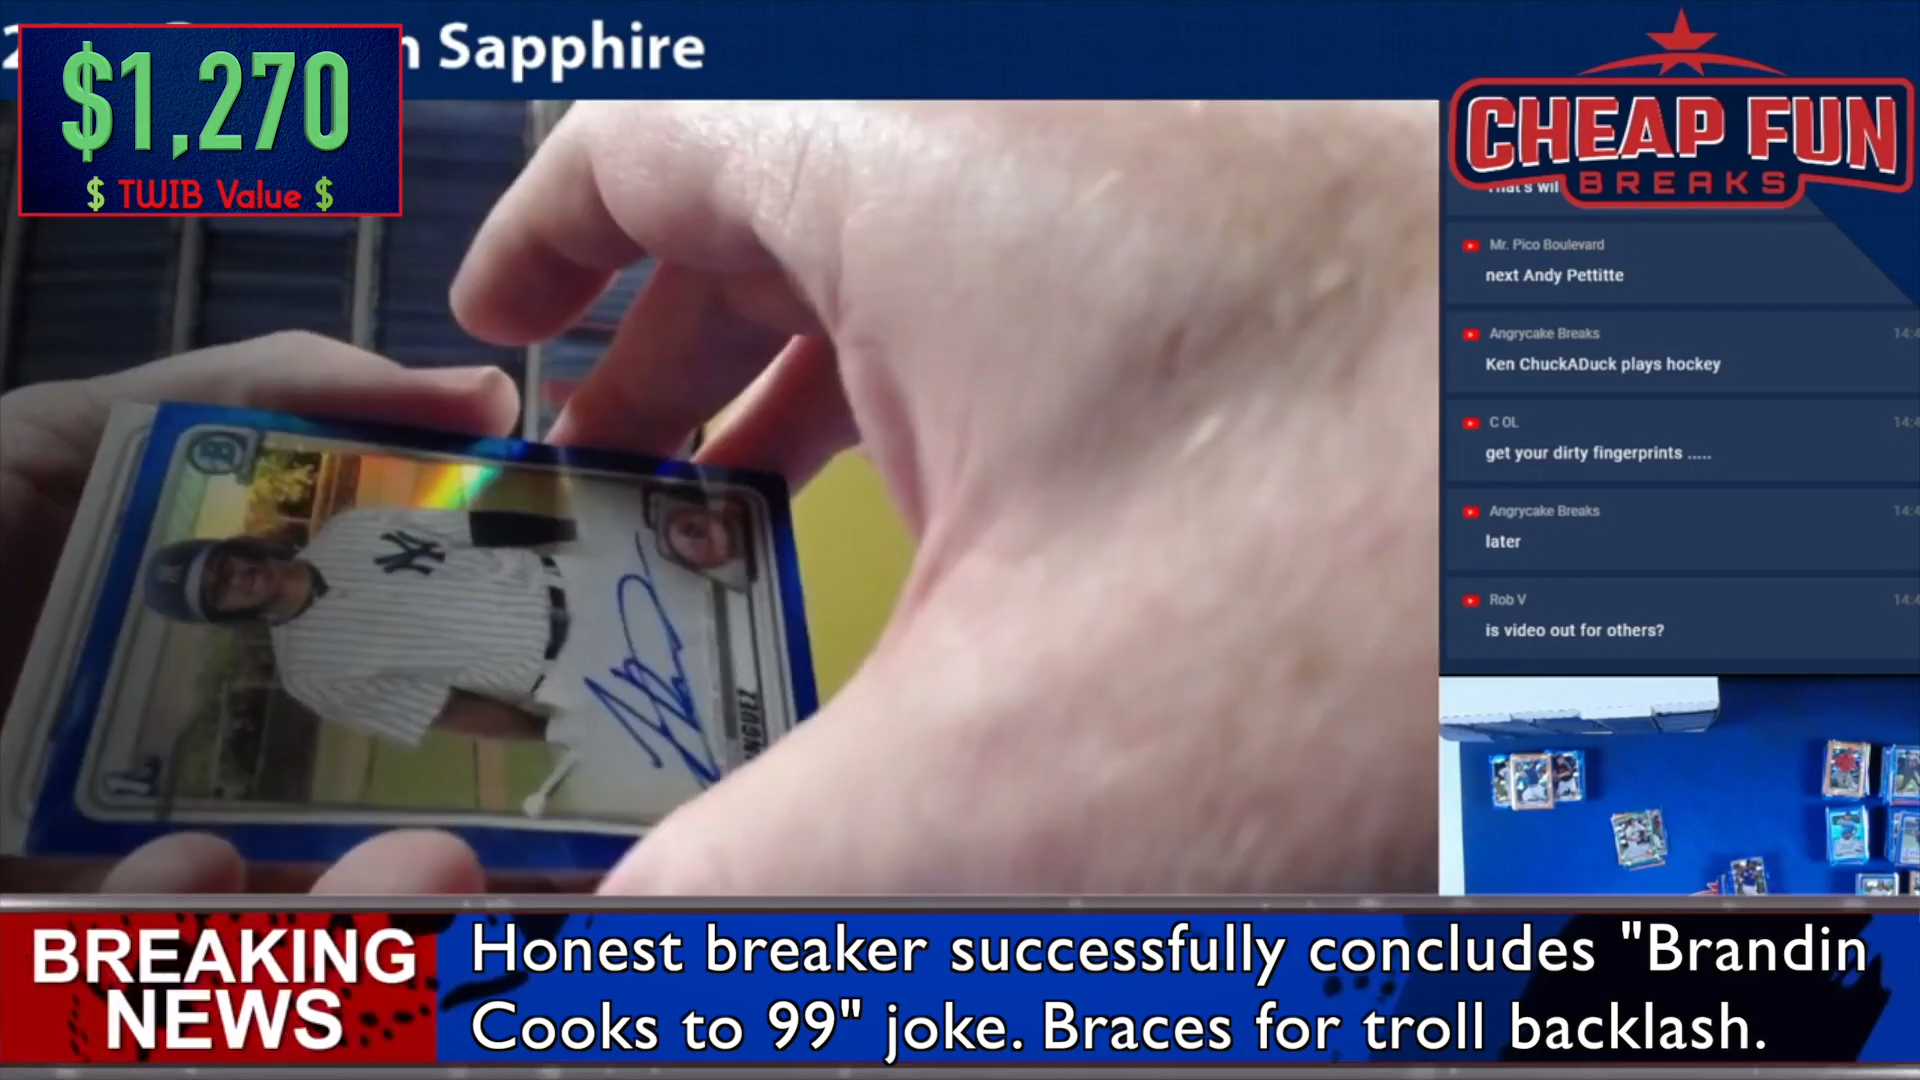 Sapphire
$1,270
$ TWIB Value $
CHEAP FUN
BREAKS
Mr. Pico Boulevard
next Andy Pettitte
Angrycake Breaks
Ken ChuckADuck plays hockey
C OL
get your dirty fingerprints .....
Angrycake Breaks
later
Rob V
is video out for others?
BREAKING
NEWS
Honest breaker successfully concludes "Brandin
Cooks to 99" joke. Braces for troll backlash.